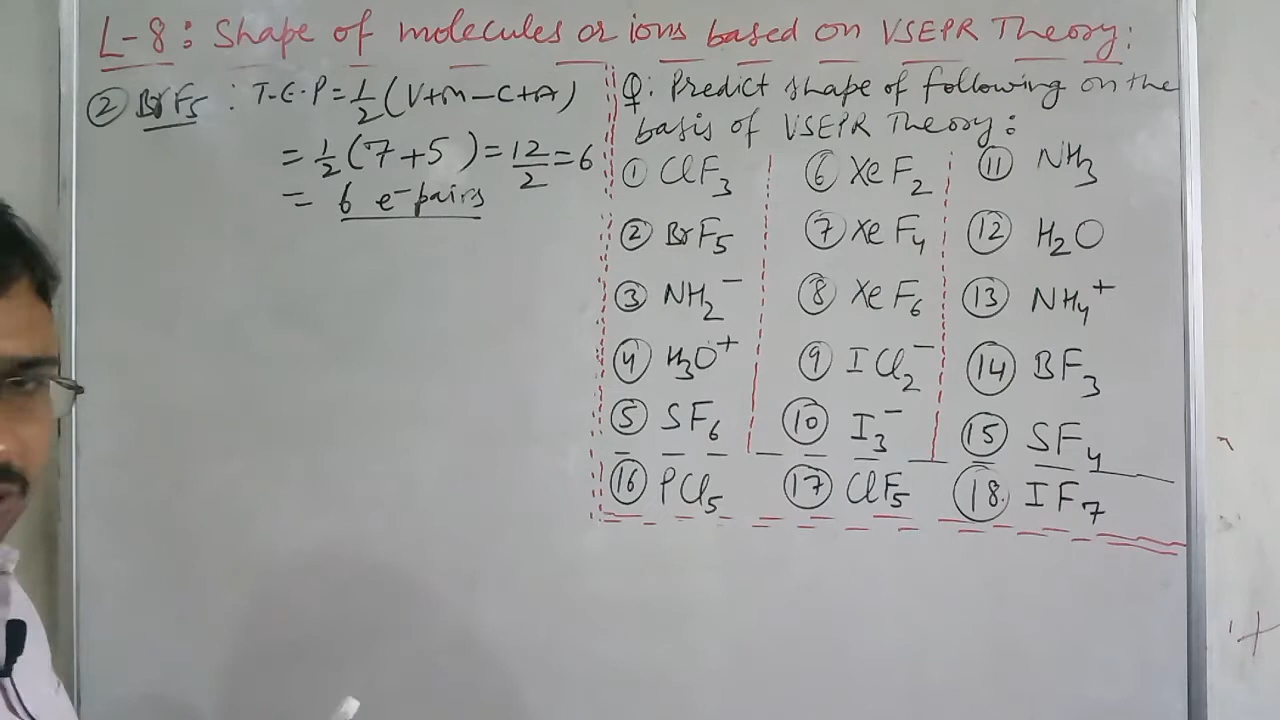 L-8: Shape of molecules or ions based on VSEPR Theory:
② BrF₅ : T.E.P = ½ (V+M-C+A)
= ½ (7+5) = 12/2 = 6
= 6 e⁻pairs
Q: Predict shape of following on the
basis of VSEPR Theory:
① ClF₃ ⑥ XeF₂ ⑪ NH₃
② BrF₅ ⑦ XeF₄ ⑫ H₂O
③ NH₂⁻ ⑧ XeF₆ ⑬ NH₄⁺
④ H₃O⁺ ⑨ ICl₂⁻ ⑭ BF₃
⑤ SF₆ ⑩ I₃⁻ ⑮ SF₄
⑯ PCl₅ ⑰ ClF₅ ⑱ IF₇